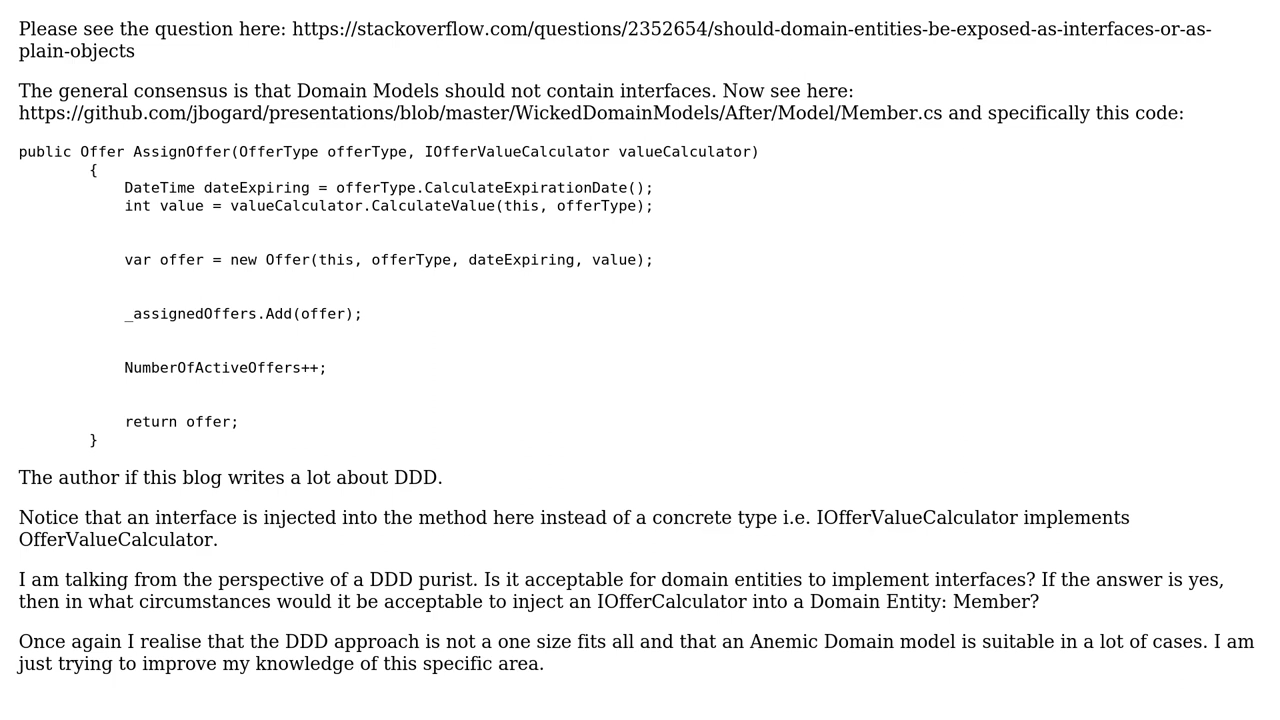 Please see the question here: https://stackoverflow.com/questions/2352654/should-domain-entities-be-exposed-as-interfaces-or-as-
plain-objects
The general consensus is that Domain Models should not contain interfaces. Now see here:
https://github.com/jbogard/presentations/blob/master/WickedDomainModels/After/Model/Member.cs and specifically this code:
public Offer AssignOffer(OfferType offerType, IOfferValueCalculator valueCalculator)
{
DateTime dateExpiring = offerType.CalculateExpirationDate();
int value = valueCalculator.CalculateValue(this, offerType);
var offer = new Offer(this, offerType, dateExpiring, value);
_assignedOffers.Add(offer);
NumberOfActiveOffers++;
return offer;
}
The author if this blog writes a lot about DDD.
Notice that an interface is injected into the method here instead of a concrete type i.e. IOfferValueCalculator implements
OfferValueCalculator.
I am talking from the perspective of a DDD purist. Is it acceptable for domain entities to implement interfaces? If the answer is yes,
then in what circumstances would it be acceptable to inject an IOfferCalculator into a Domain Entity: Member?
Once again I realise that the DDD approach is not a one size fits all and that an Anemic Domain model is suitable in a lot of cases. I am
just trying to improve my knowledge of this specific area.